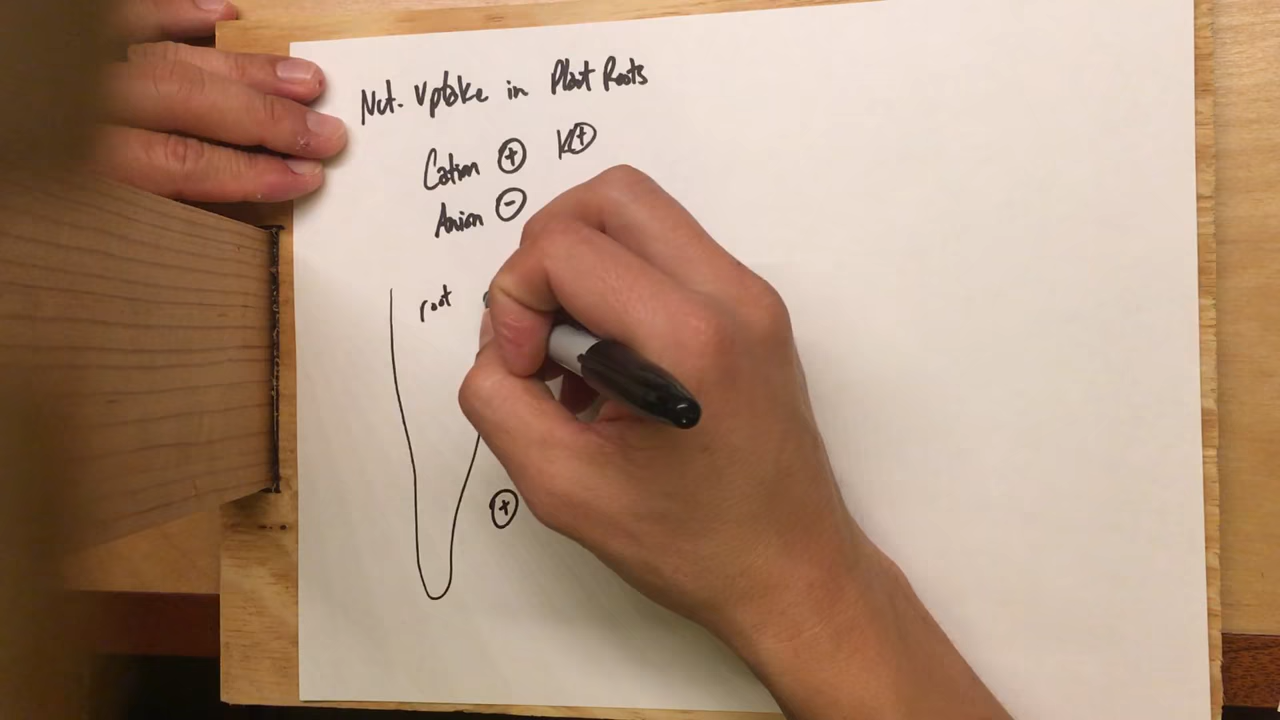 Nut. Uptake in Plant Roots
Cation ⊕ K⊕
Anion ⊖
root
⊕